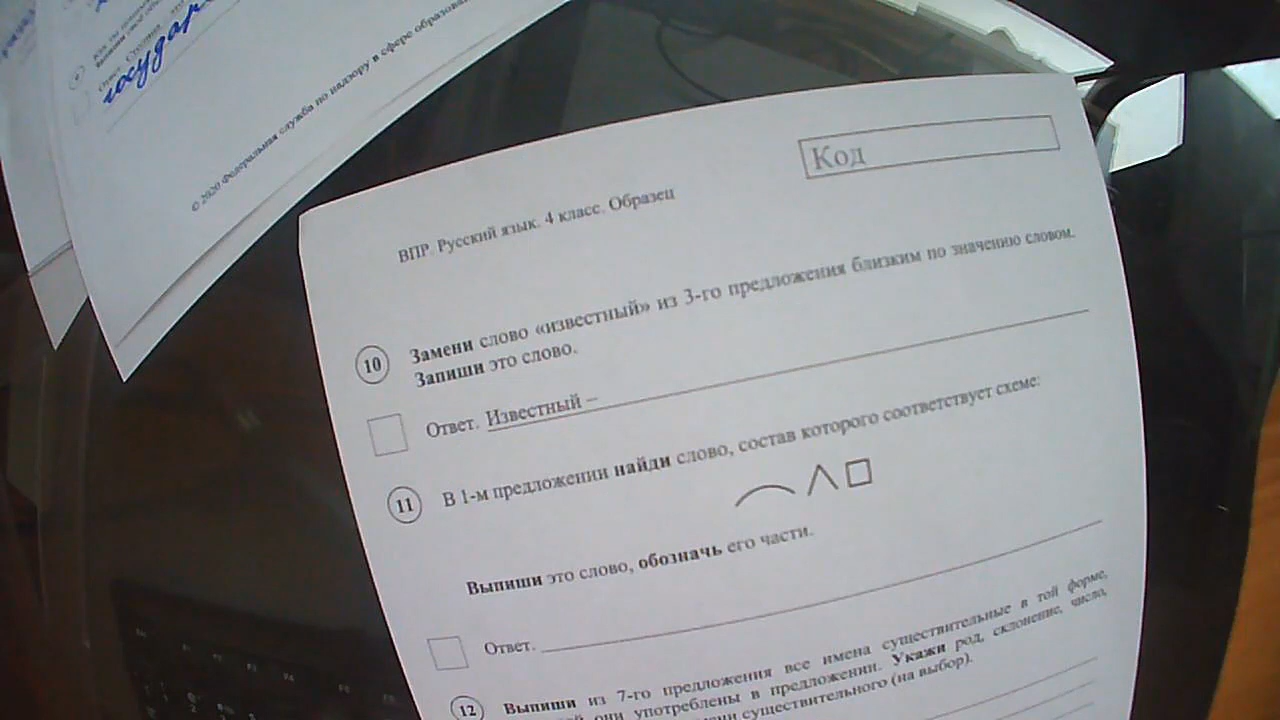 государ
© 2020 Федеральная служба по надзору в сфере образова
Код
ВПР. Русский язык. 4 класс. Образец
10 Замени слово «известный» из 3-го предложения близким по значению словом.
Запиши это слово.
Ответ. Известный –
11 В 1-м предложении найди слово, состав которого соответствует схеме:
Выпиши это слово, обозначь его части.
Ответ.
12 Выпиши из 7-го предложения все имена существительные в той форме,
они употреблены в предложении. Укажи род, склонение, число,
существительного (на выбор).